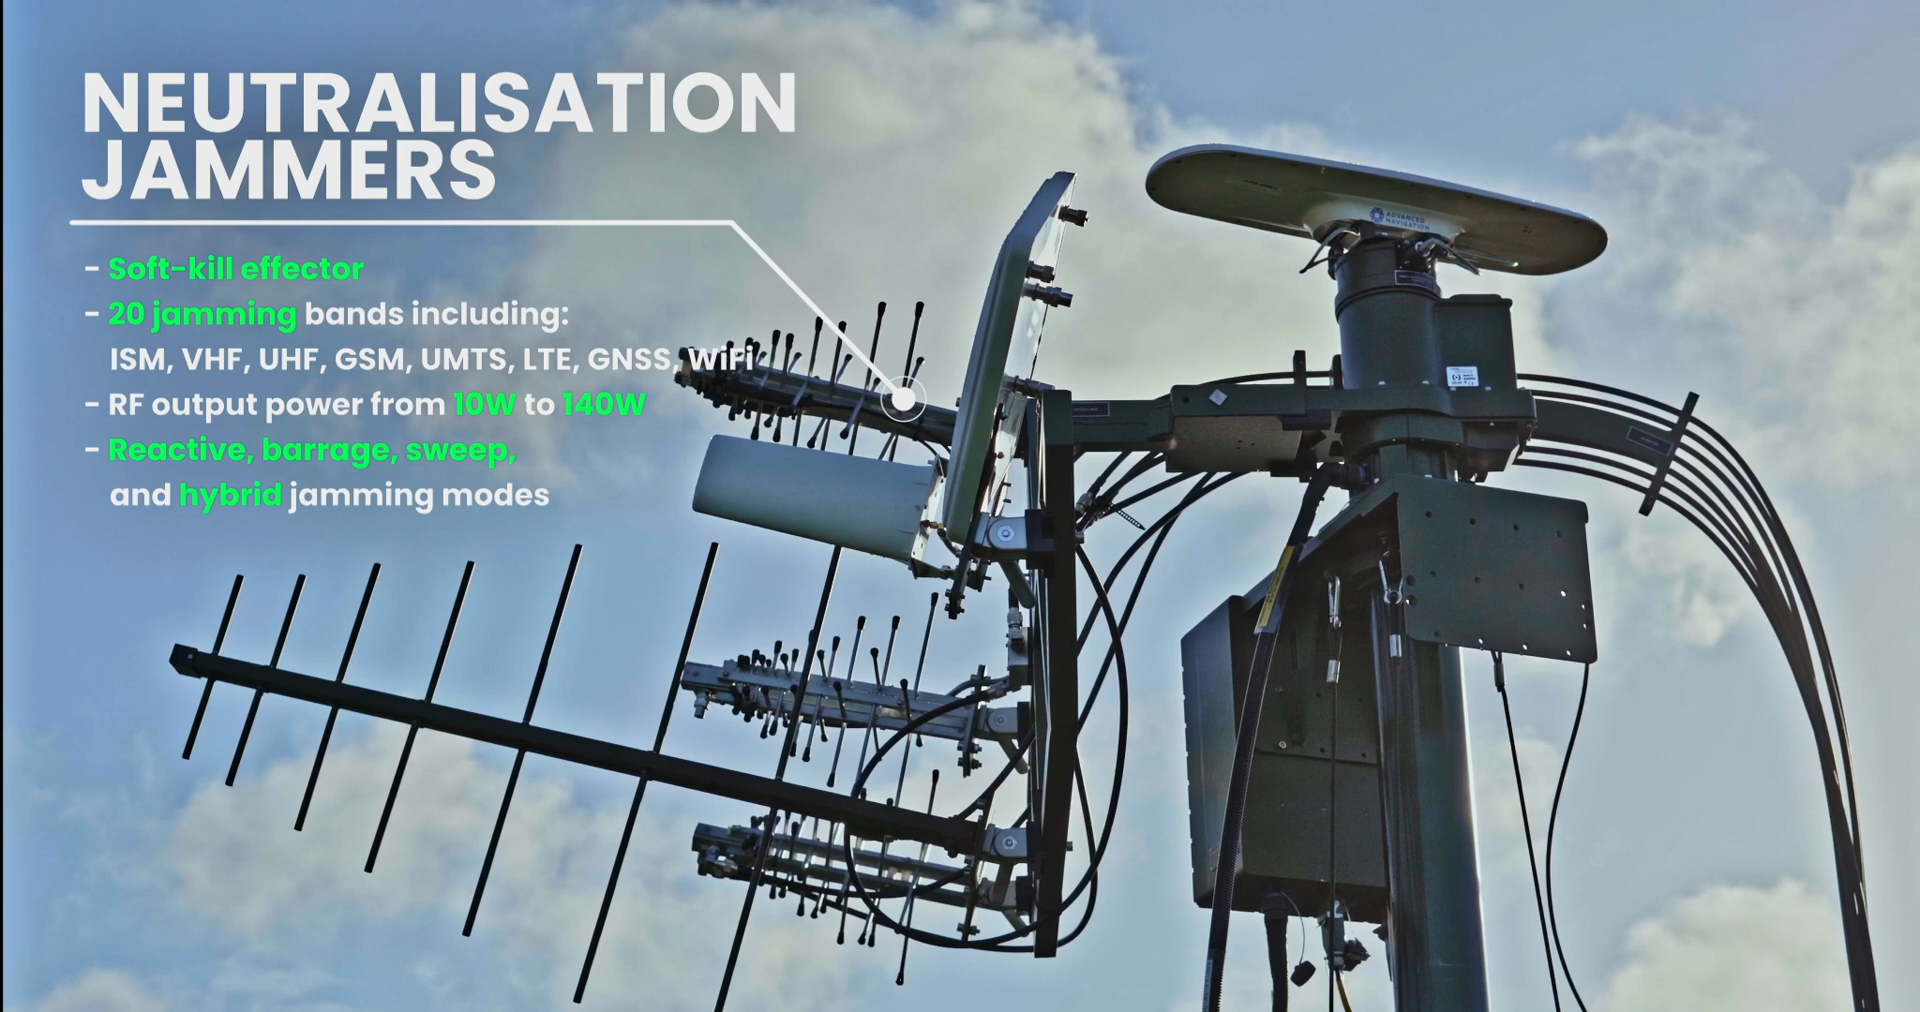 NEUTRALISATION
JAMMERS
- Soft-kill effector
- 20 jamming bands including:
ISM, VHF, UHF, GSM, UMTS, LTE, GNSS, WiFi
- RF output power from 10W to 140W
- Reactive, barrage, sweep,
and hybrid jamming modes
ADVANCED
NAVIGATION